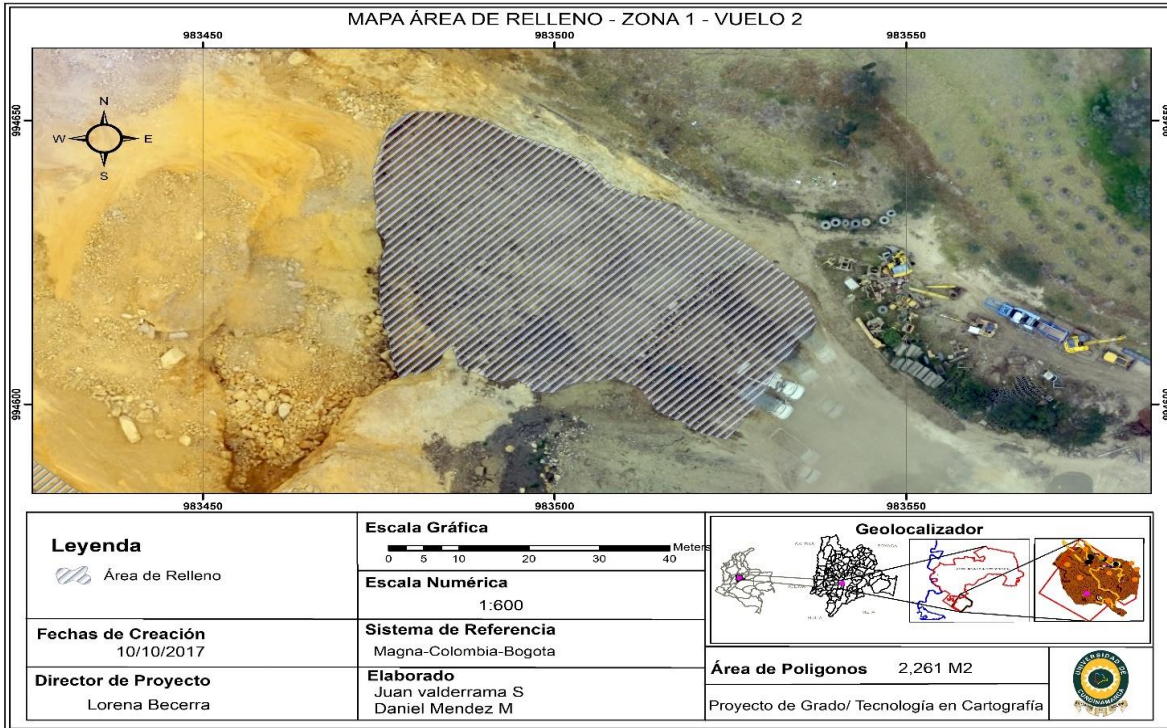 MAPA ÁREA DE RELLENO - ZONA 1 - VUELO 2
983450 983500 983550
994650 994650
N
W E
S
994600 994600
983450 983500 983550
Leyenda
Área de Relleno
Escala Gráfica
0 5 10 20 30 40 Meters
Escala Numérica
1:600
Geolocalizador
Fechas de Creación
10/10/2017
Sistema de Referencia
Magna-Colombia-Bogota
Director de Proyecto
Lorena Becerra
Elaborado
Juan valderrama S
Daniel Mendez M
Área de Poligonos 2,261 M2
Proyecto de Grado/ Tecnología en Cartografía
UNIVERSIDAD DE
CUNDINAMARCA